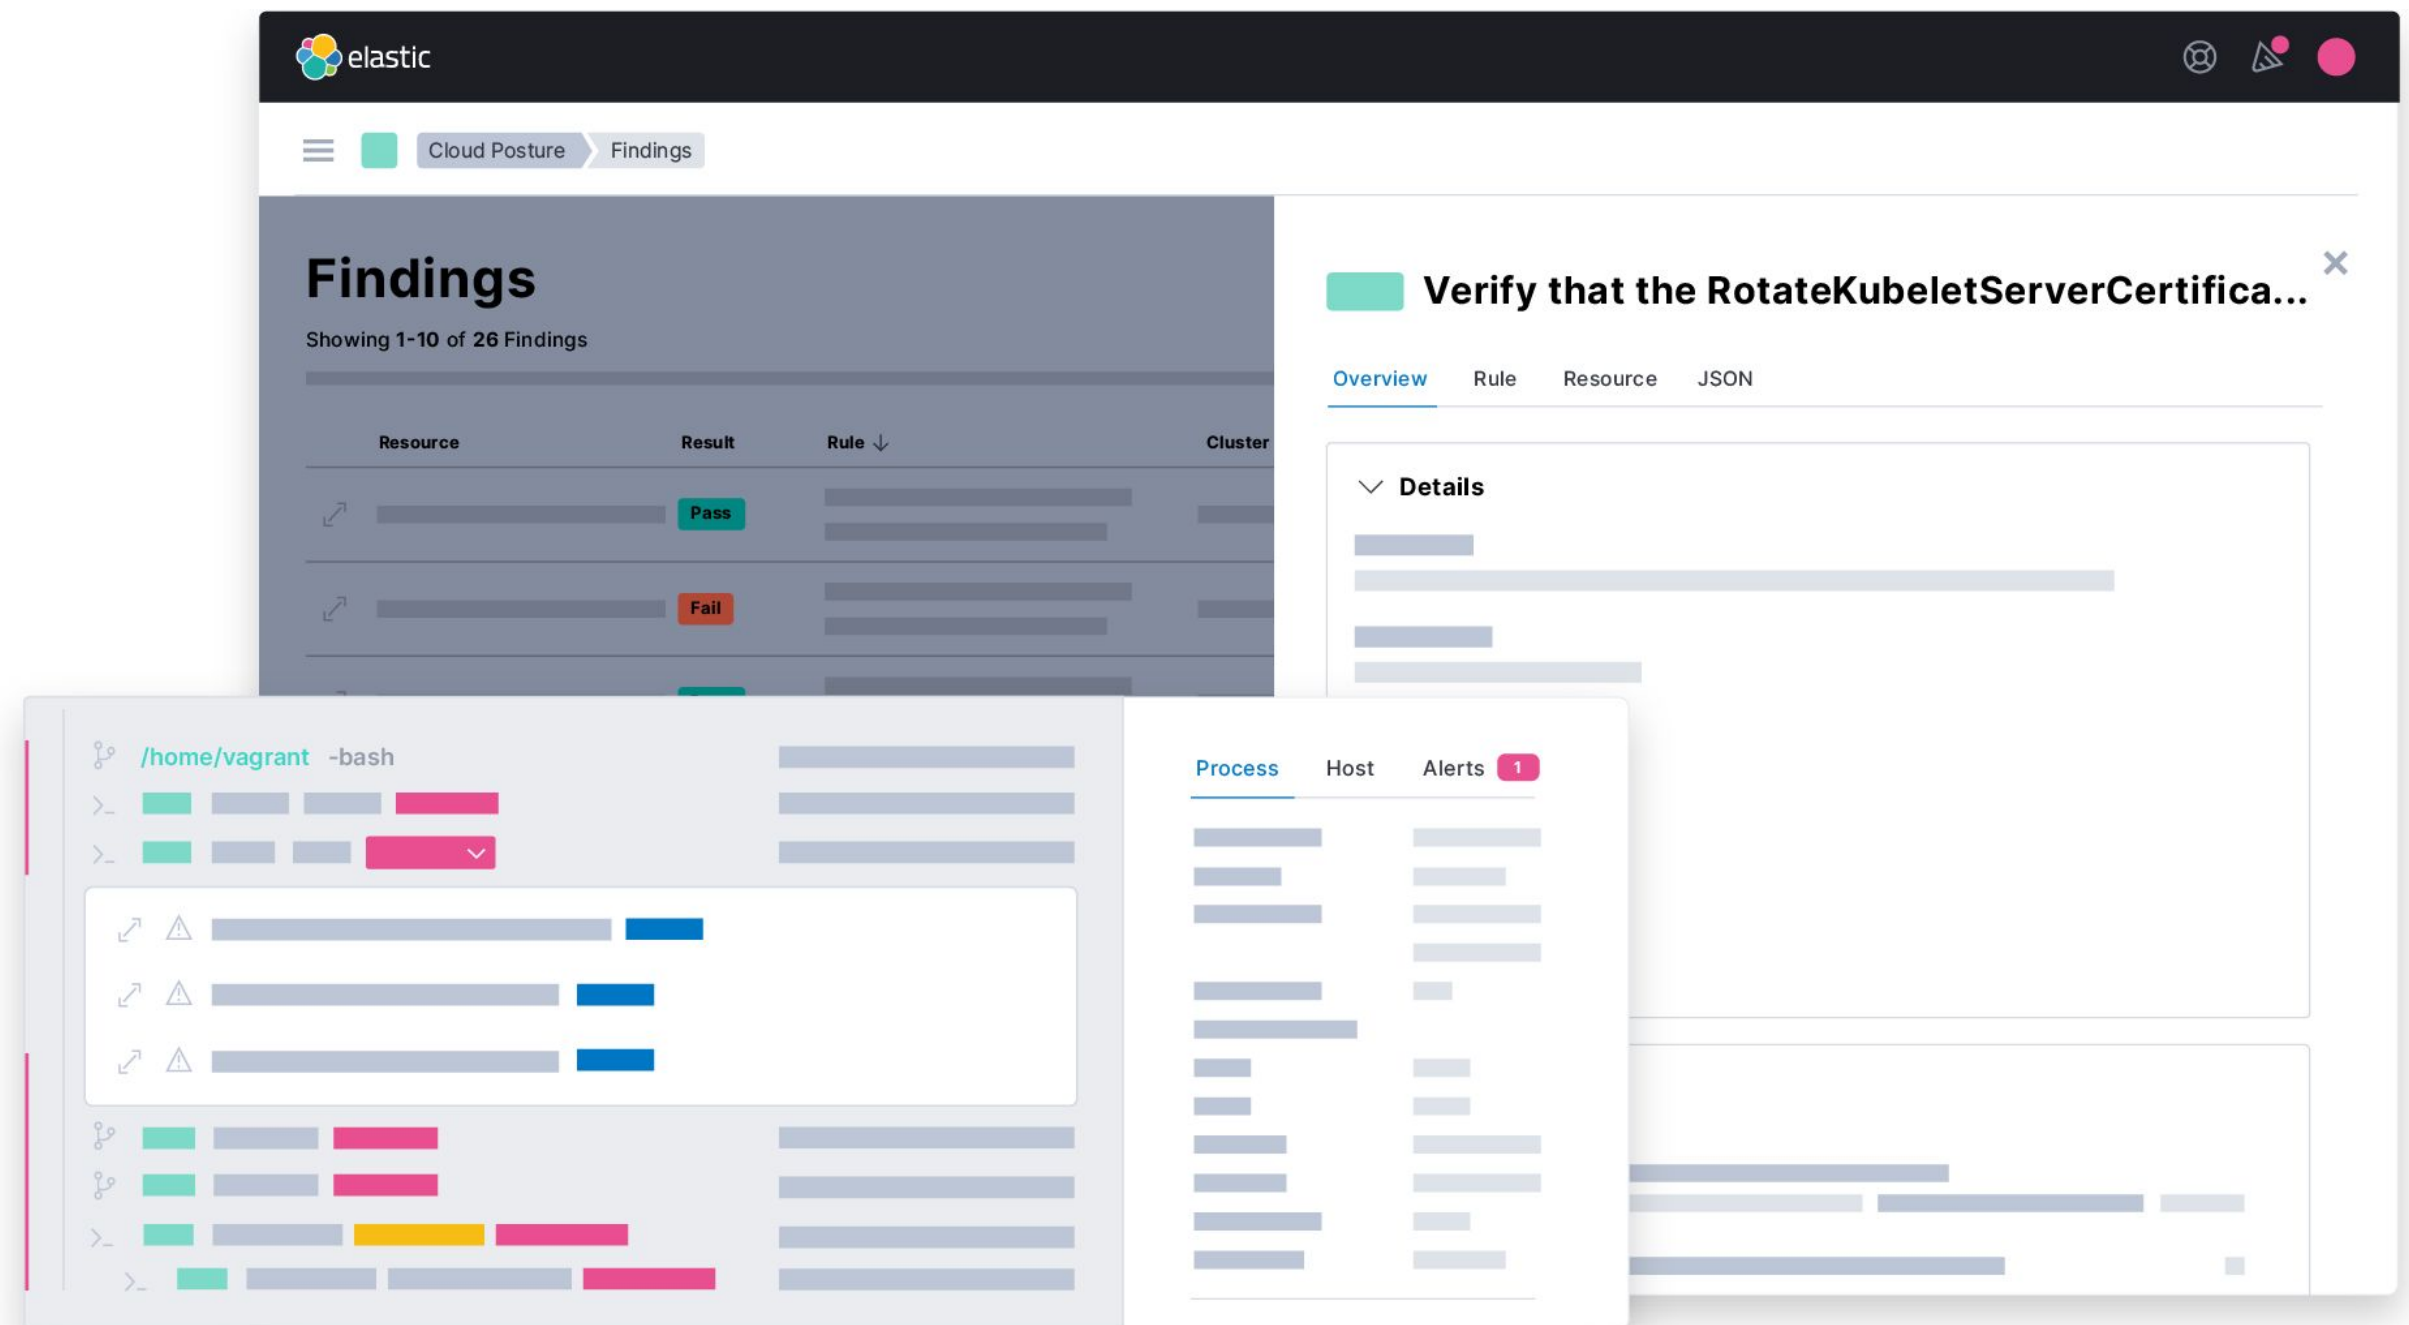 elastic
Cloud Posture Findings
Findings
Showing 1-10 of 26 Findings
Resource Result Rule Cluster
Pass
Fail
Verify that the RotateKubeletServerCertifica...
Overview Rule Resource JSON
Details
/home/vagrant -bash
Process Host Alerts 1